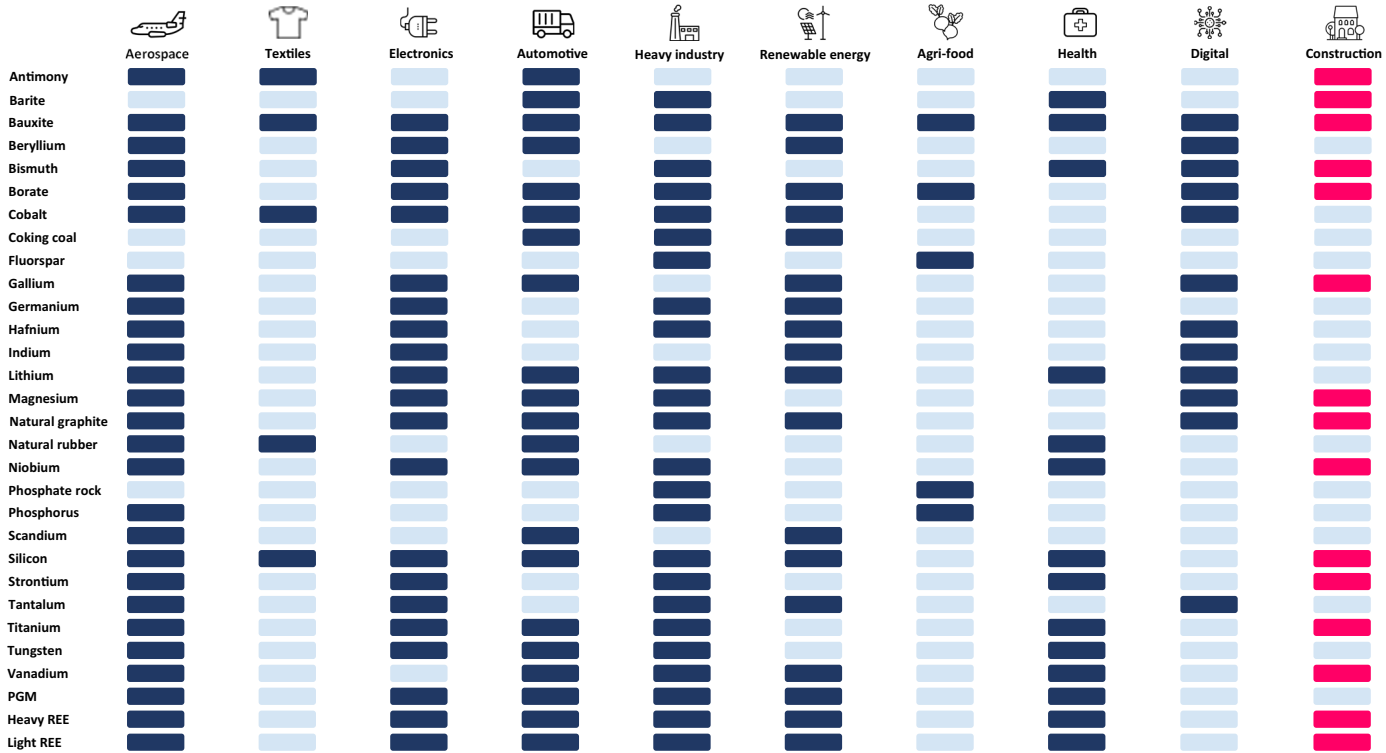 Aerospace Textiles Electronics Automotive Heavy industry Renewable energy Agri-food Health Digital Construction
Antimony
Barite
Bauxite
Beryllium
Bismuth
Borate
Cobalt
Coking coal
Fluorspar
Gallium
Germanium
Hafnium
Indium
Lithium
Magnesium
Natural graphite
Natural rubber
Niobium
Phosphate rock
Phosphorus
Scandium
Silicon
Strontium
Tantalum
Titanium
Tungsten
Vanadium
PGM
Heavy REE
Light REE